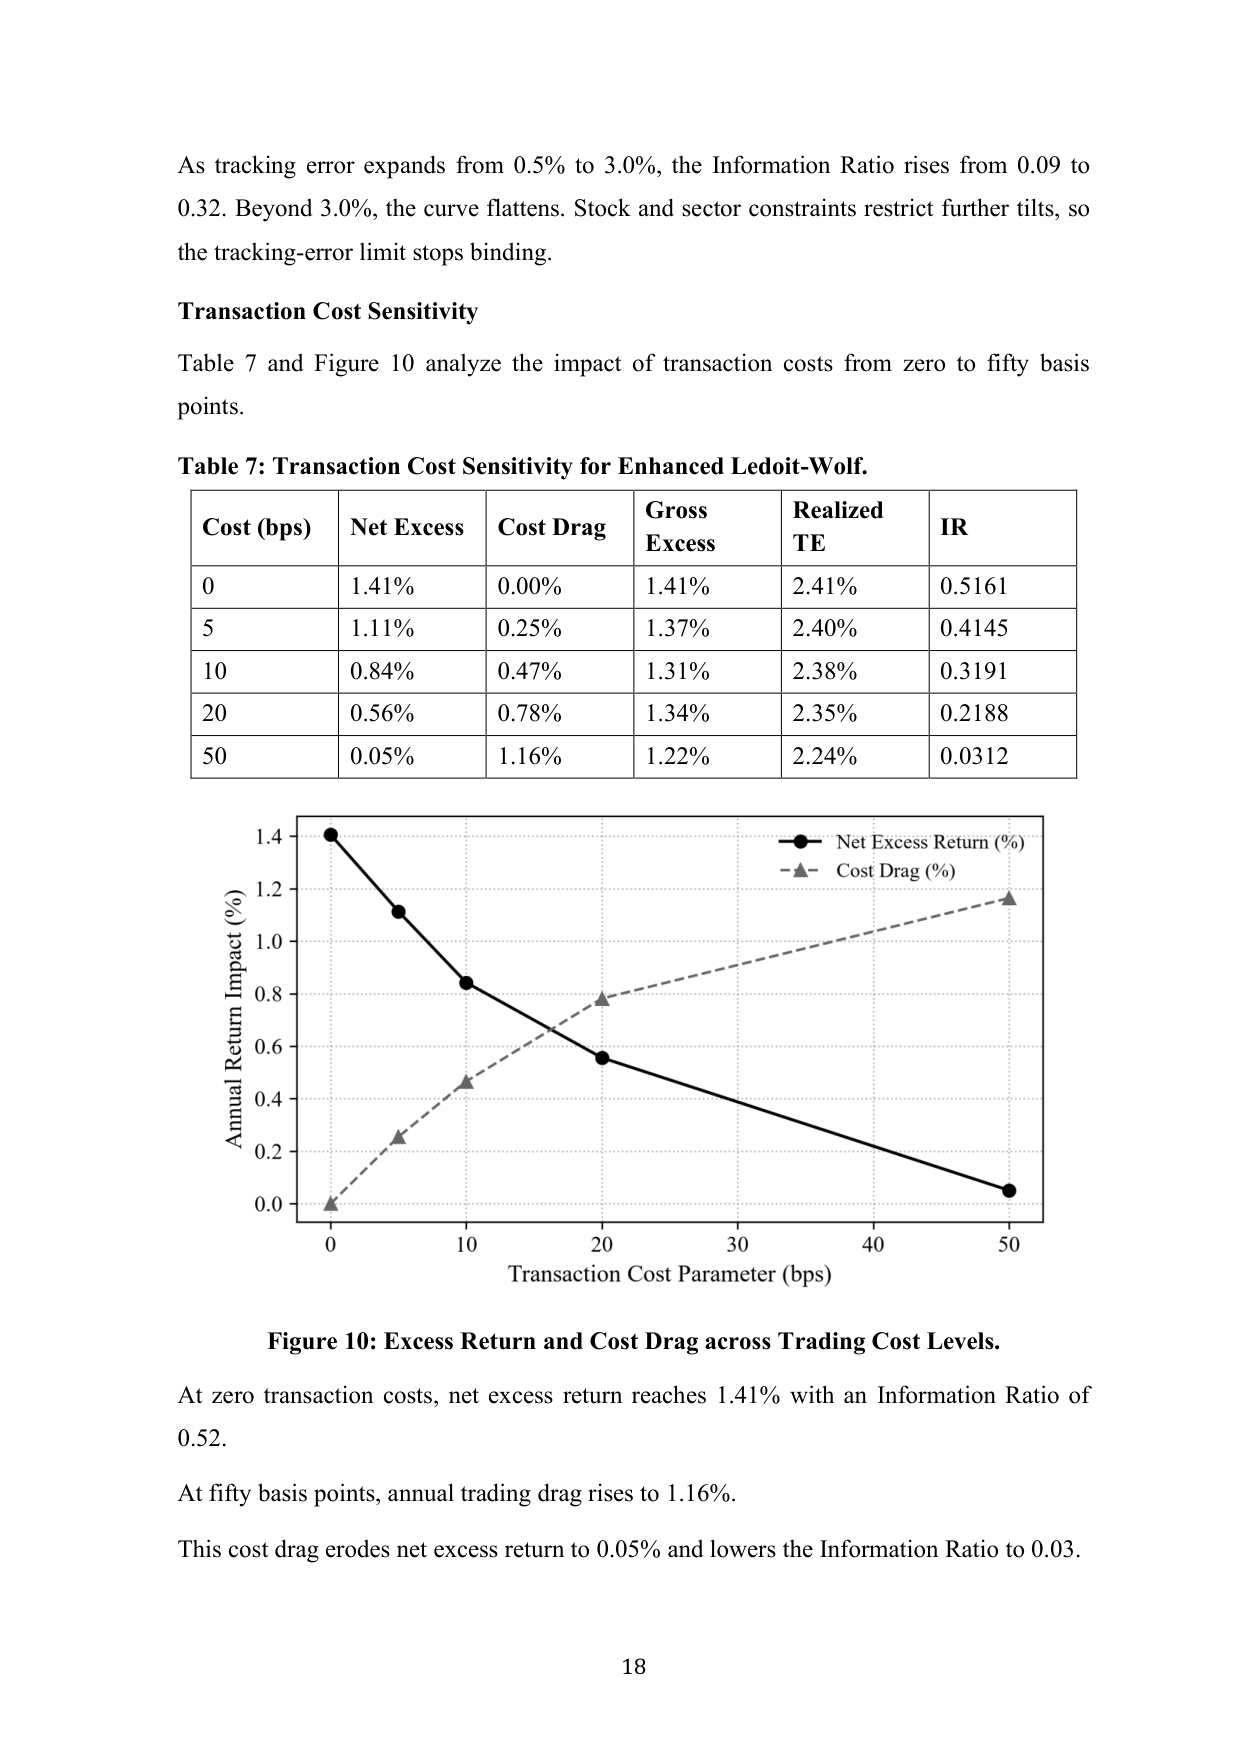 As tracking error expands from 0.5% to 3.0%, the Information Ratio rises from 0.09 to
0.32. Beyond 3.0%, the curve flattens. Stock and sector constraints restrict further tilts, so
the tracking-error limit stops binding.
Transaction Cost Sensitivity
Table 7 and Figure 10 analyze the impact of transaction costs from zero to fifty basis
points.
Table 7: Transaction Cost Sensitivity for Enhanced Ledoit-Wolf.
Cost (bps) Net Excess Cost Drag Gross Excess Realized TE IR
0 1.41% 0.00% 1.41% 2.41% 0.5161
5 1.11% 0.25% 1.37% 2.40% 0.4145
10 0.84% 0.47% 1.31% 2.38% 0.3191
20 0.56% 0.78% 1.34% 2.35% 0.2188
50 0.05% 1.16% 1.22% 2.24% 0.0312
Net Excess Return (%)
Cost Drag (%)
Annual Return Impact (%)
1.4
1.2
1.0
0.8
0.6
0.4
0.2
0.0
0 10 20 30 40 50
Transaction Cost Parameter (bps)
Figure 10: Excess Return and Cost Drag across Trading Cost Levels.
At zero transaction costs, net excess return reaches 1.41% with an Information Ratio of
0.52.
At fifty basis points, annual trading drag rises to 1.16%.
This cost drag erodes net excess return to 0.05% and lowers the Information Ratio to 0.03.
18